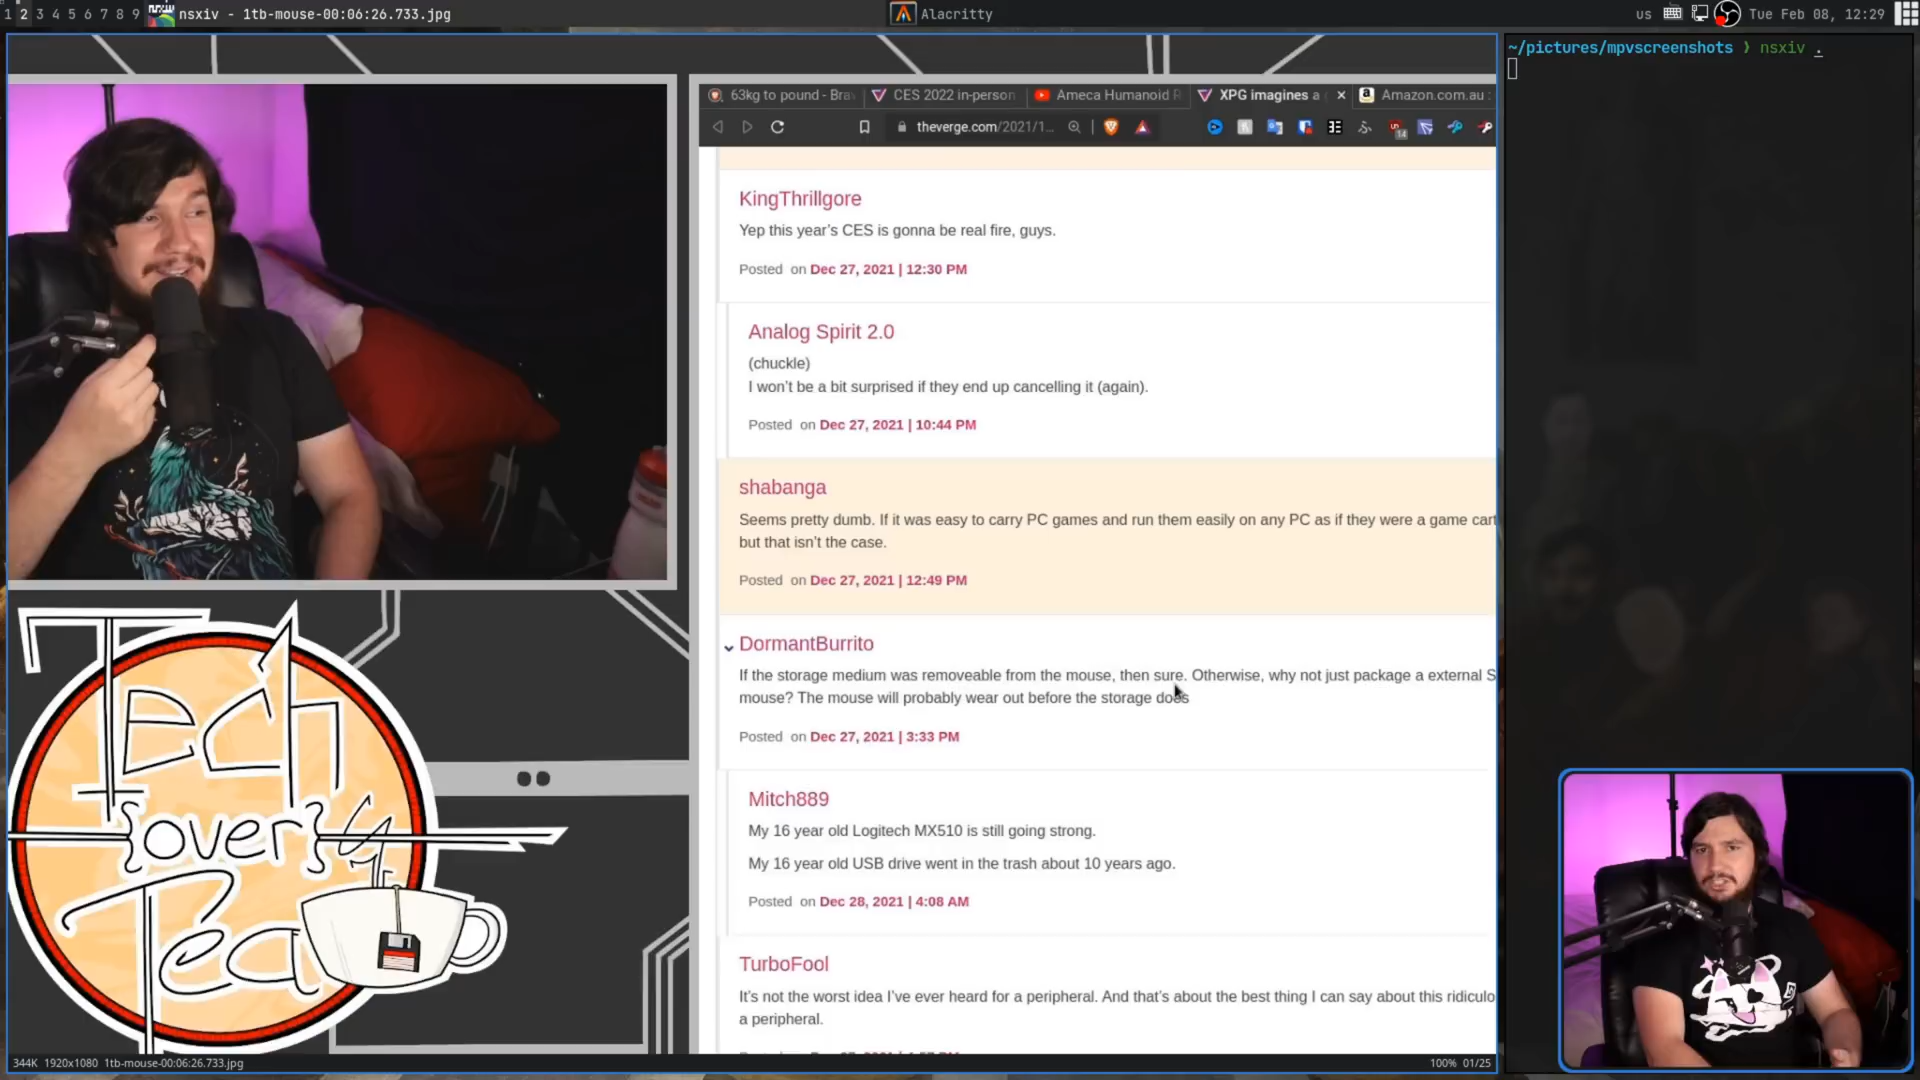 1 2 3 4 5 6 7 8 9 nsxiv - 1tb-mouse-00:06:26.733.jpg
Alacritty
us Tue Feb 08, 12:29
63kg to pound - Bra
CES 2022 in-person
Ameca Humanoid R
XPG imagines a
Amazon.com.au :
theverge.com/2021/1...
KingThrillgore
Yep this year's CES is gonna be real fire, guys.
Posted on Dec 27, 2021 | 12:30 PM
Analog Spirit 2.0
(chuckle)
I won't be a bit surprised if they end up cancelling it (again).
Posted on Dec 27, 2021 | 10:44 PM
shabanga
Seems pretty dumb. If it was easy to carry PC games and run them easily on any PC as if they were a game cart
but that isn't the case.
Posted on Dec 27, 2021 | 12:49 PM
DormantBurrito
If the storage medium was removeable from the mouse, then sure. Otherwise, why not just package a external S
mouse? The mouse will probably wear out before the storage does
Posted on Dec 27, 2021 | 3:33 PM
Mitch889
My 16 year old Logitech MX510 is still going strong.
My 16 year old USB drive went in the trash about 10 years ago.
Posted on Dec 28, 2021 | 4:08 AM
TurboFool
It's not the worst idea I've ever heard for a peripheral. And that's about the best thing I can say about this ridiculo
a peripheral.
Tech
{over}
Tea
344K 1920x1080 1tb-mouse-00:06:26.733.jpg
100% 01/25
~/pictures/mpvscreenshots ❯ nsxiv .